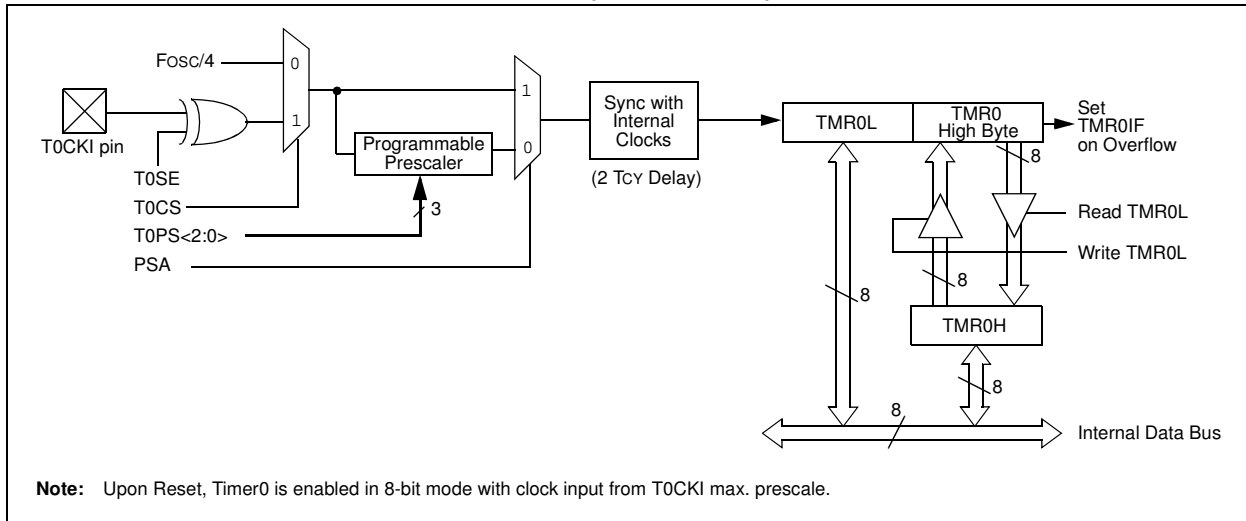 FOSC/4
0
1
T0CKI pin
T0SE
T0CS
T0PS<2:0>
PSA
Programmable
Prescaler
3
1
0
Sync with
Internal
Clocks
(2 TCY Delay)
TMR0L
TMR0
High Byte
Set
TMR0IF
on Overflow
8
Read TMR0L
Write TMR0L
8
8
TMR0H
8
8
Internal Data Bus
Note: Upon Reset, Timer0 is enabled in 8-bit mode with clock input from T0CKI max. prescale.